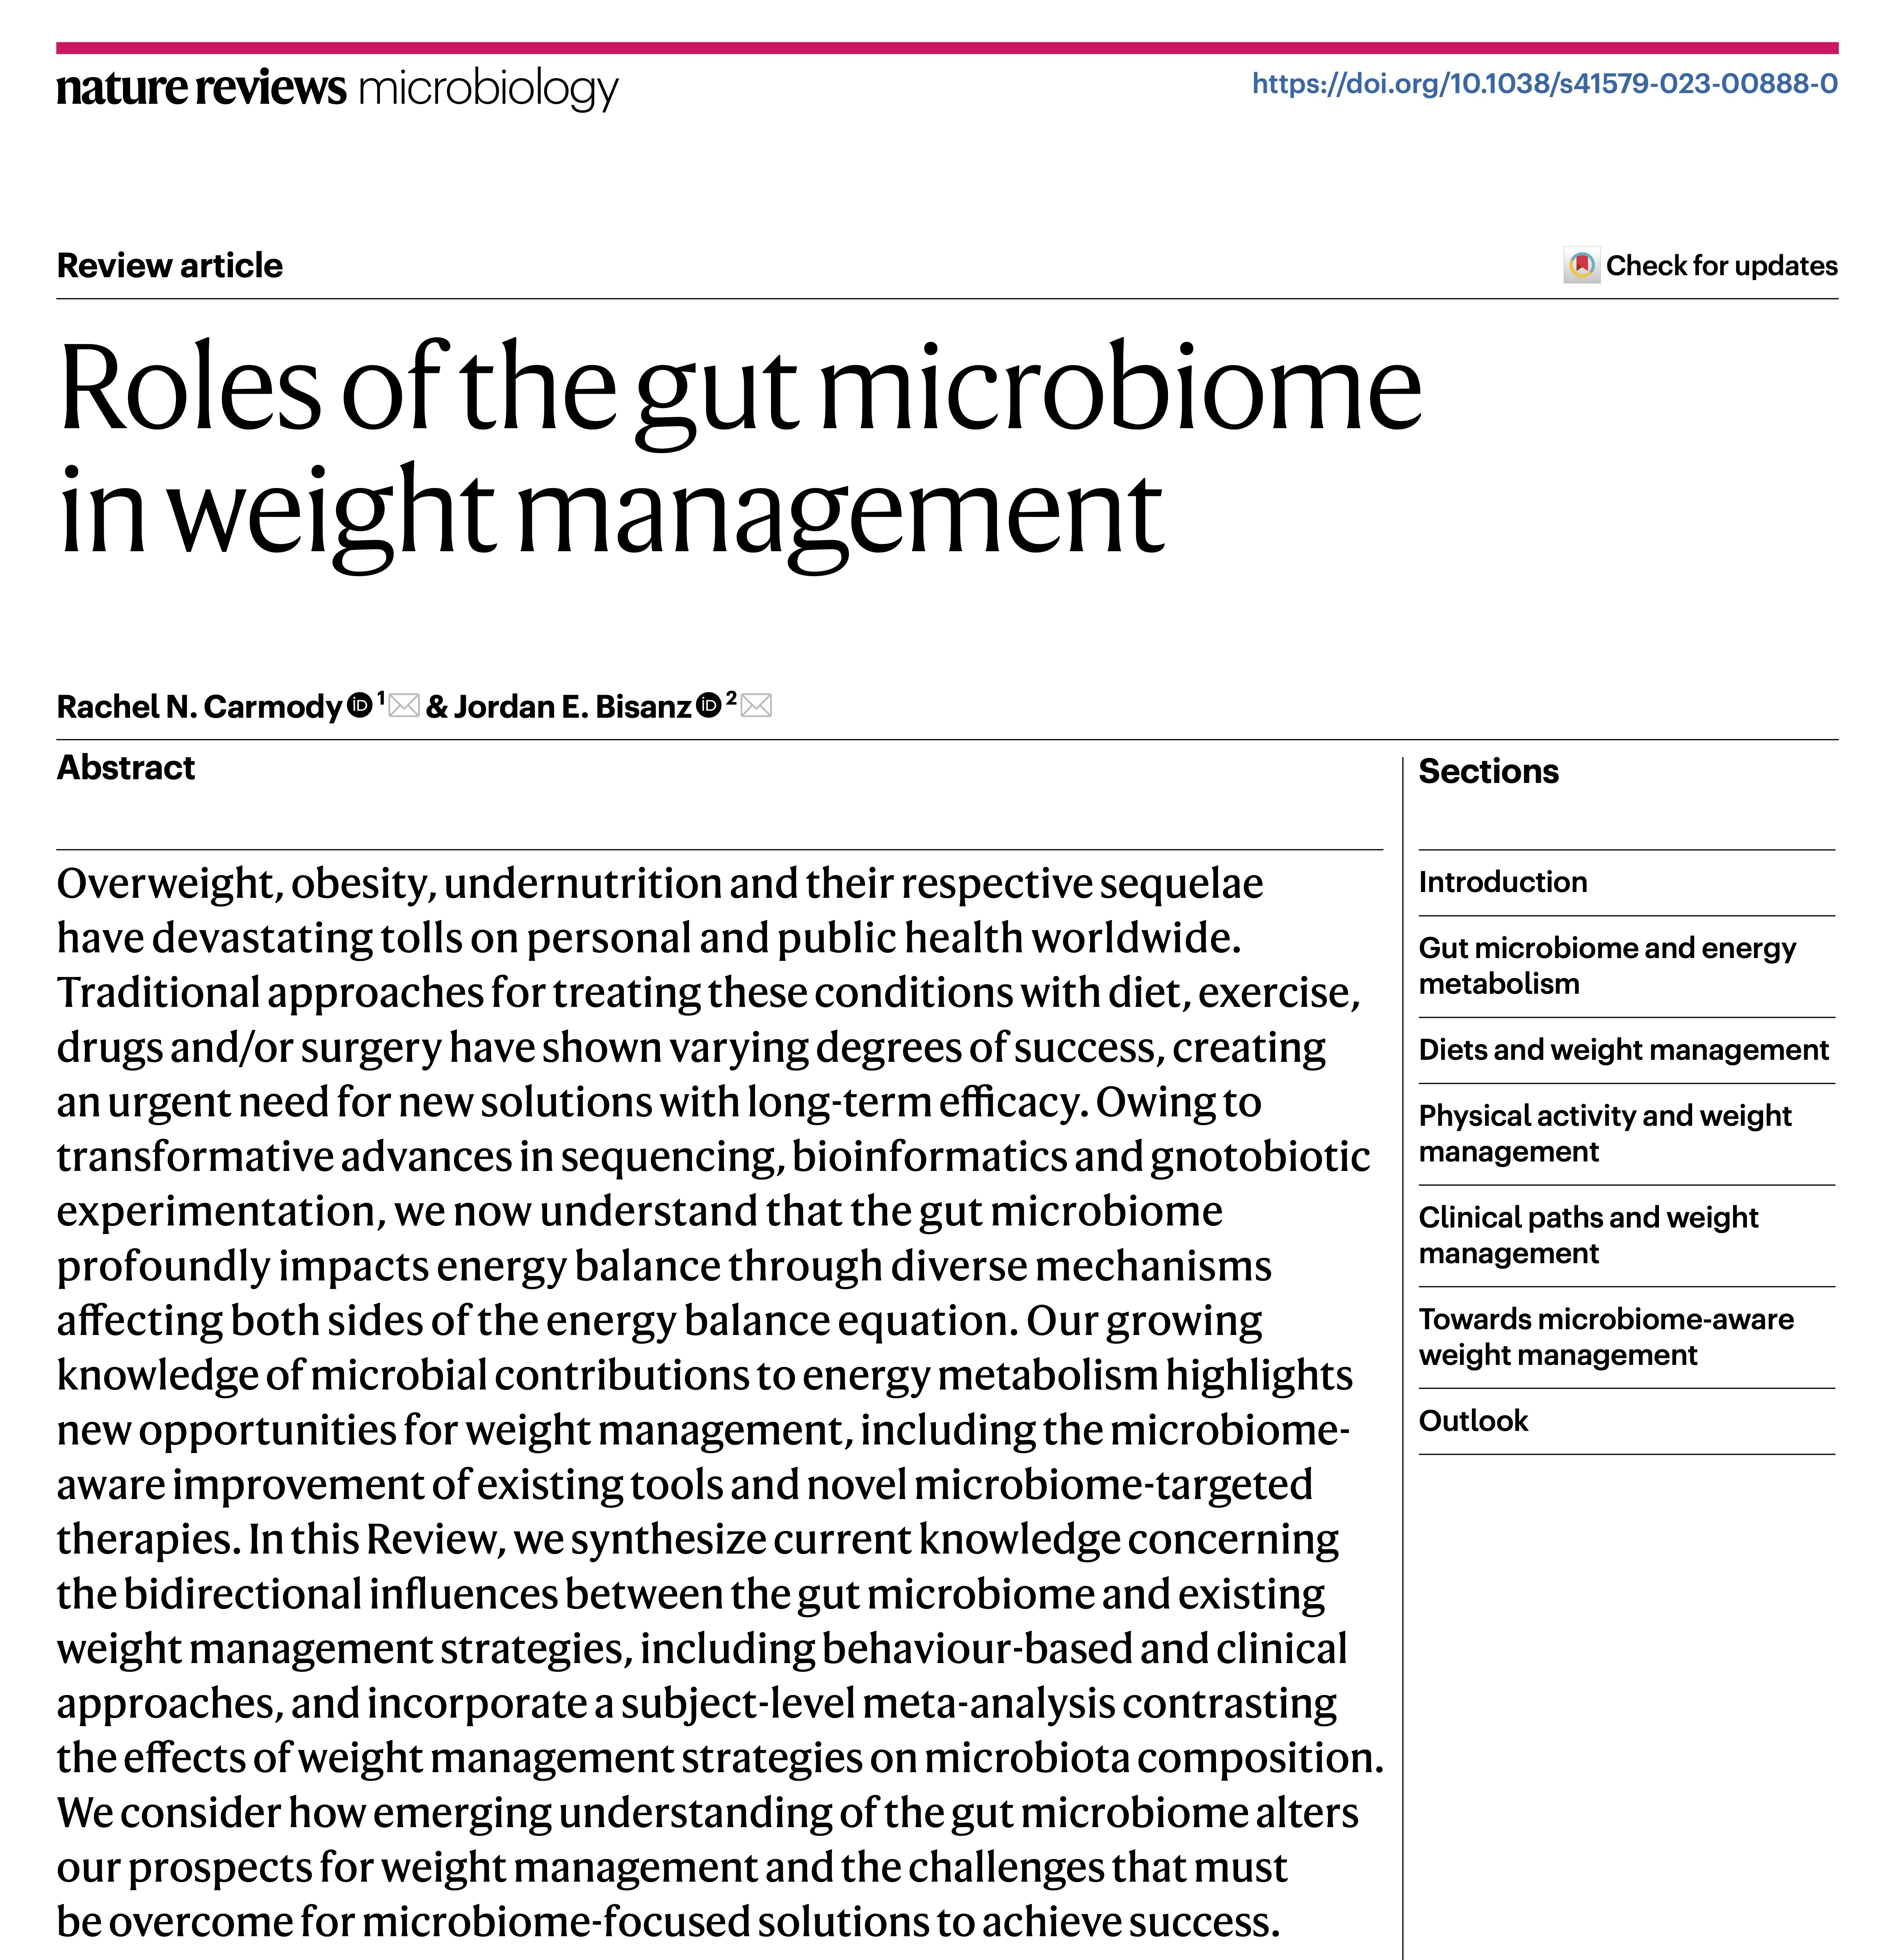 nature reviews microbiology
https://doi.org/10.1038/s41579-023-00888-0
Review article
Check for updates
Roles of the gut microbiome
in weight management
Rachel N. Carmody iD 1 & Jordan E. Bisanz iD 2
Abstract
Overweight, obesity, undernutrition and their respective sequelae
have devastating tolls on personal and public health worldwide.
Traditional approaches for treating these conditions with diet, exercise,
drugs and/or surgery have shown varying degrees of success, creating
an urgent need for new solutions with long-term efficacy. Owing to
transformative advances in sequencing, bioinformatics and gnotobiotic
experimentation, we now understand that the gut microbiome
profoundly impacts energy balance through diverse mechanisms
affecting both sides of the energy balance equation. Our growing
knowledge of microbial contributions to energy metabolism highlights
new opportunities for weight management, including the microbiome-
aware improvement of existing tools and novel microbiome-targeted
therapies. In this Review, we synthesize current knowledge concerning
the bidirectional influences between the gut microbiome and existing
weight management strategies, including behaviour-based and clinical
approaches, and incorporate a subject-level meta-analysis contrasting
the effects of weight management strategies on microbiota composition.
We consider how emerging understanding of the gut microbiome alters
our prospects for weight management and the challenges that must
be overcome for microbiome-focused solutions to achieve success.
Sections
Introduction
Gut microbiome and energy
metabolism
Diets and weight management
Physical activity and weight
management
Clinical paths and weight
management
Towards microbiome-aware
weight management
Outlook